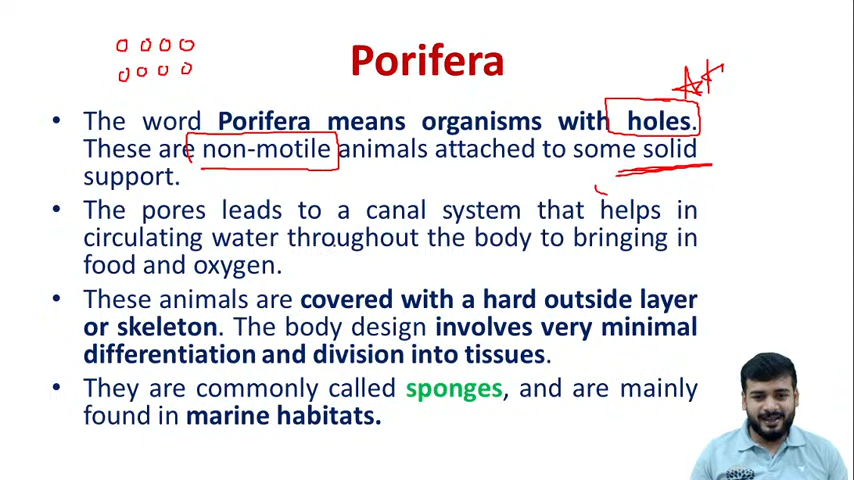 Porifera
• The word Porifera means organisms with holes.
These are non-motile animals attached to some solid
support.
• The pores leads to a canal system that helps in
circulating water throughout the body to bringing in
food and oxygen.
• These animals are covered with a hard outside layer
or skeleton. The body design involves very minimal
differentiation and division into tissues.
• They are commonly called sponges, and are mainly
found in marine habitats.